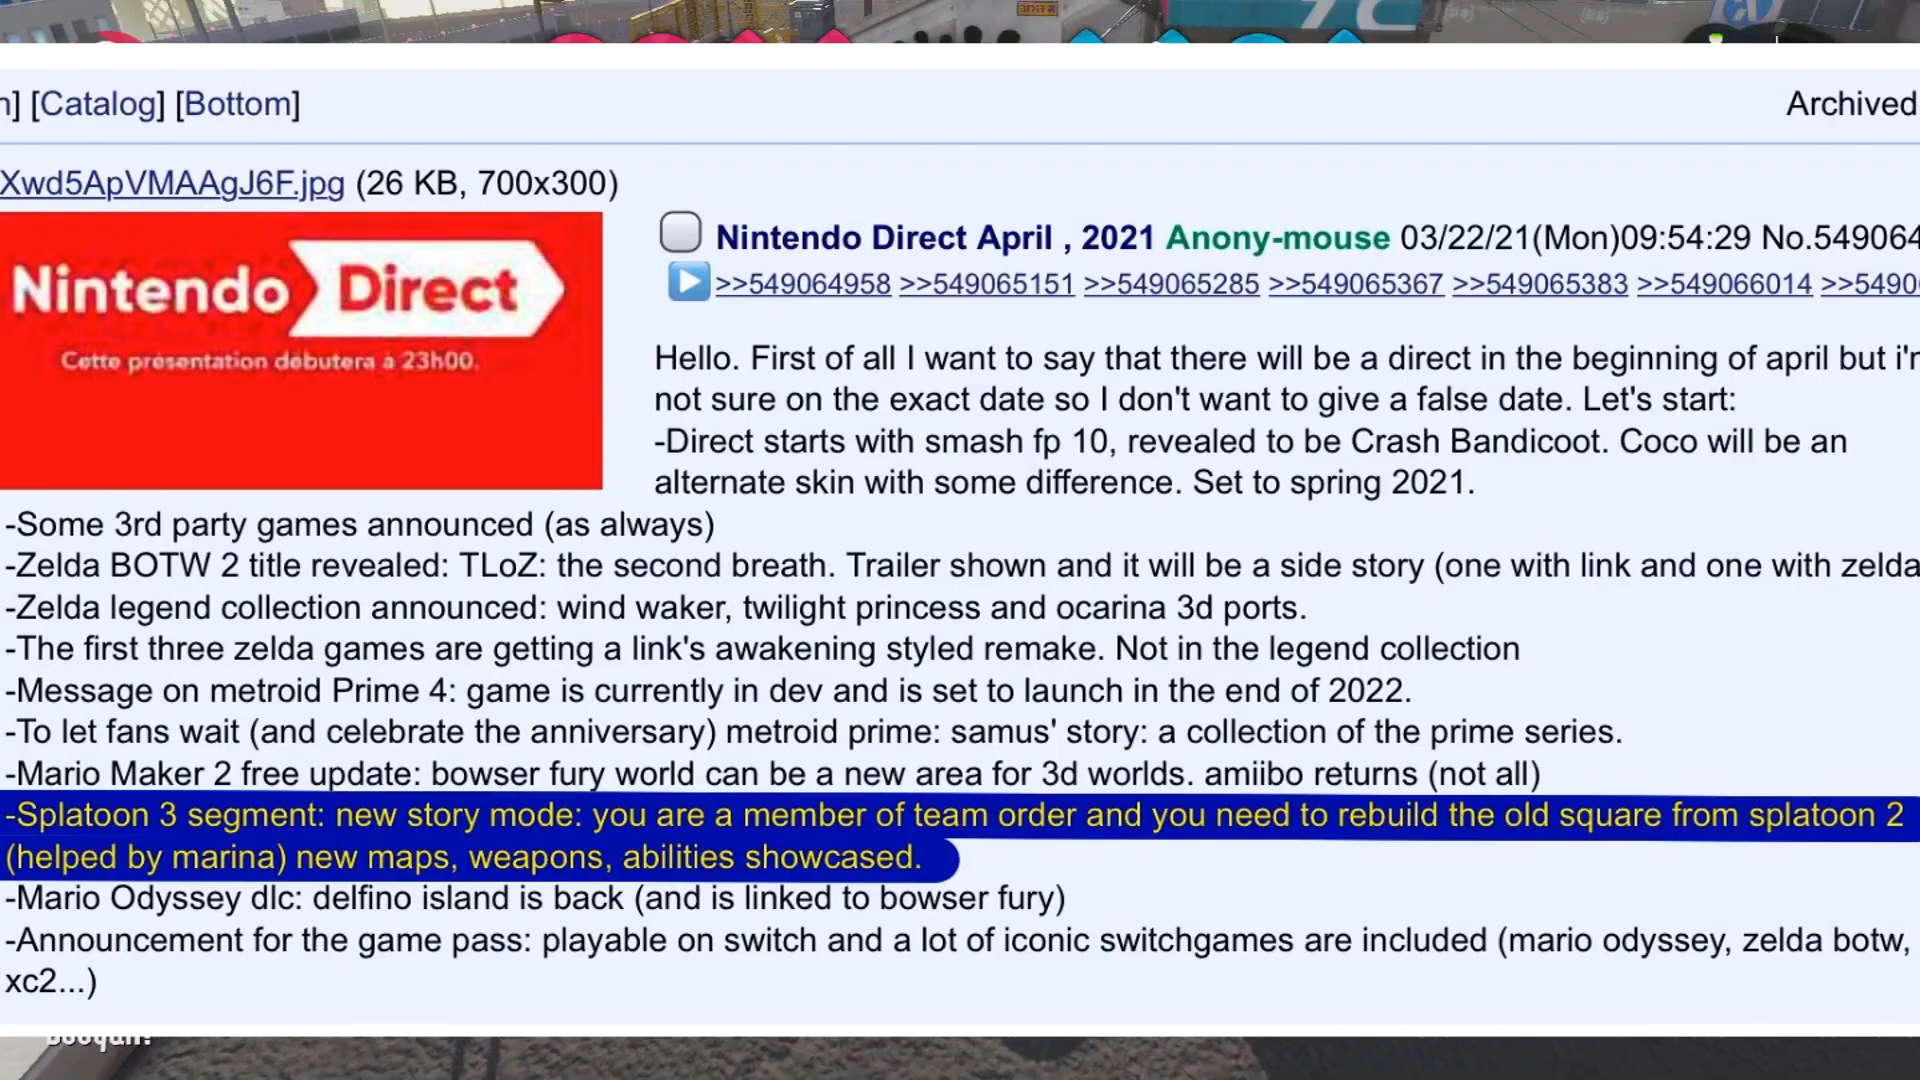 [Catalog] [Bottom]
Archived
Xwd5ApVMAAgJ6F.jpg (26 KB, 700x300)
Nintendo Direct
Cette présentation débutera à 23h00.
Nintendo Direct April , 2021 Anony-mouse 03/22/21(Mon)09:54:29 No.549064
>>549064958 >>549065151 >>549065285 >>549065367 >>549065383 >>549066014 >>5490
Hello. First of all I want to say that there will be a direct in the beginning of april but
not sure on the exact date so I don't want to give a false date. Let's start:
-Direct starts with smash fp 10, revealed to be Crash Bandicoot. Coco will be an
alternate skin with some difference. Set to spring 2021.
-Some 3rd party games announced (as always)
-Zelda BOTW 2 title revealed: TLoZ: the second breath. Trailer shown and it will be a side story (one with link and one with zelda
-Zelda legend collection announced: wind waker, twilight princess and ocarina 3d ports.
-The first three zelda games are getting a link's awakening styled remake. Not in the legend collection
-Message on metroid Prime 4: game is currently in dev and is set to launch in the end of 2022.
-To let fans wait (and celebrate the anniversary) metroid prime: samus' story: a collection of the prime series.
-Mario Maker 2 free update: bowser fury world can be a new area for 3d worlds. amiibo returns (not all)
-Splatoon 3 segment: new story mode: you are a member of team order and you need to rebuild the old square from splatoon 2
(helped by marina) new maps, weapons, abilities showcased.
-Mario Odyssey dlc: delfino island is back (and is linked to bowser fury)
-Announcement for the game pass: playable on switch and a lot of iconic switchgames are included (mario odyssey, zelda botw,
xc2...)